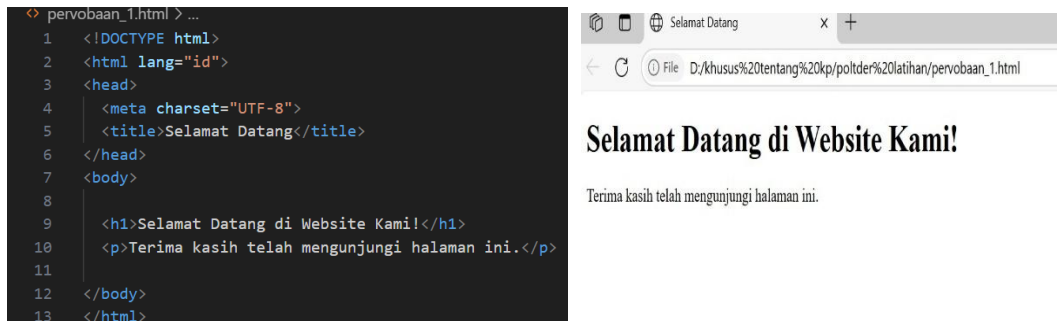 <> pervobaan_1.html > ...
1 <!DOCTYPE html>
2 <html lang="id">
3 <head>
4 <meta charset="UTF-8">
5 <title>Selamat Datang</title>
6 </head>
7 <body>
8
9 <h1>Selamat Datang di Website Kami!</h1>
10 <p>Terima kasih telah mengunjungi halaman ini.</p>
11
12 </body>
13 </html>
Selamat Datang
File D:/khusus%20tentang%20kp/poltder%20latihan/pervobaan_1.html
Selamat Datang di Website Kami!
Terima kasih telah mengunjungi halaman ini.